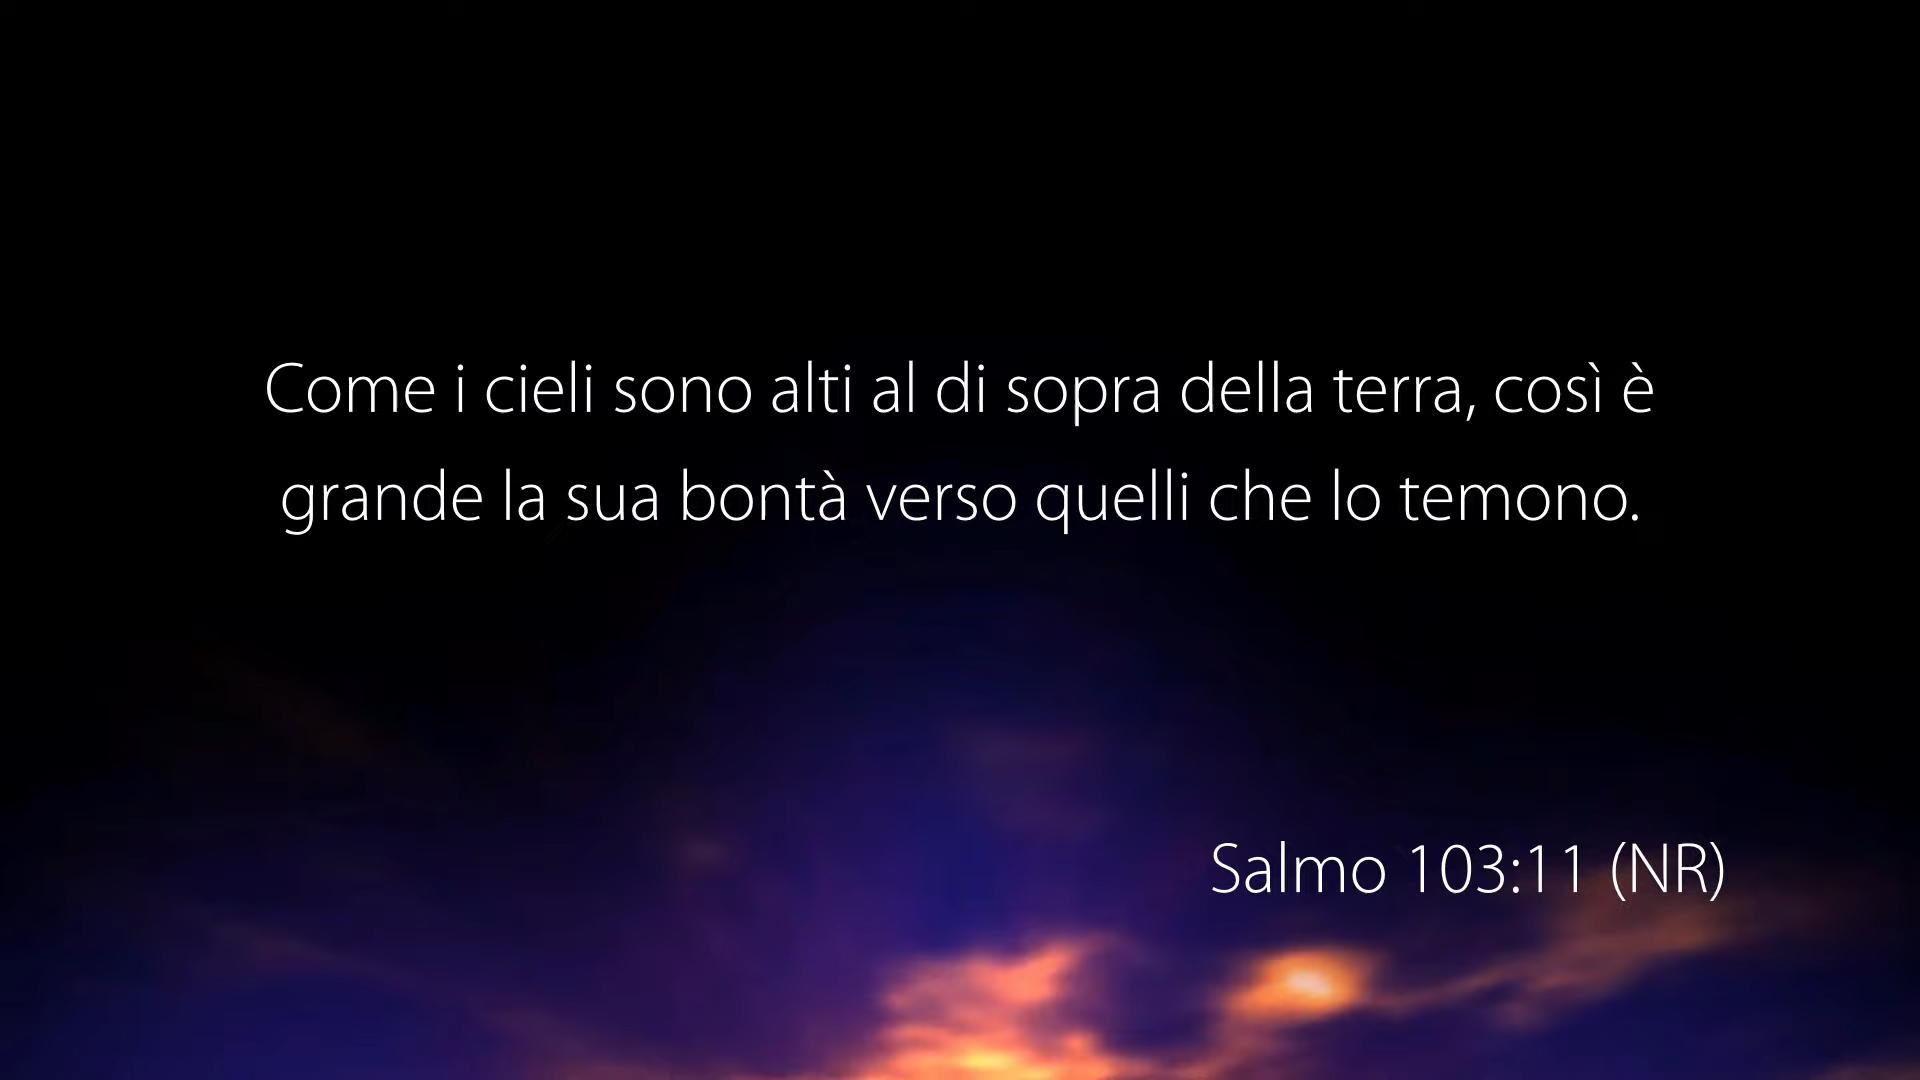 Come i cieli sono alti al di sopra della terra, così è
grande la sua bontà verso quelli che lo temono.
Salmo 103:11 (NR)